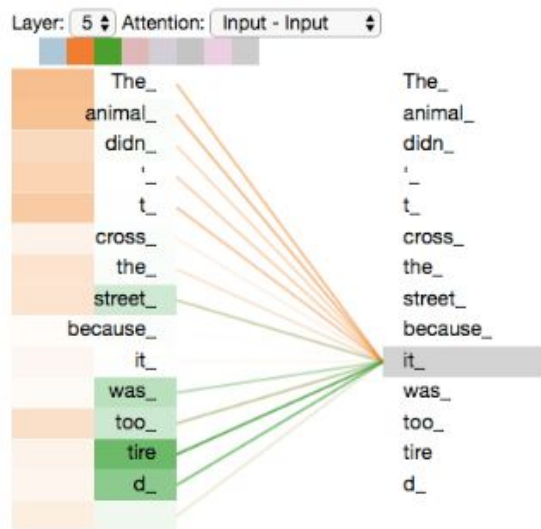 Layer: 5 Attention: Input - Input
The_ The_
animal_ animal_
didn_ didn_
'_ '_
t_ t_
cross_ cross_
the_ the_
street_ street_
because_ because_
it_ it_
was_ was_
too_ too_
tire tire
d_ d_